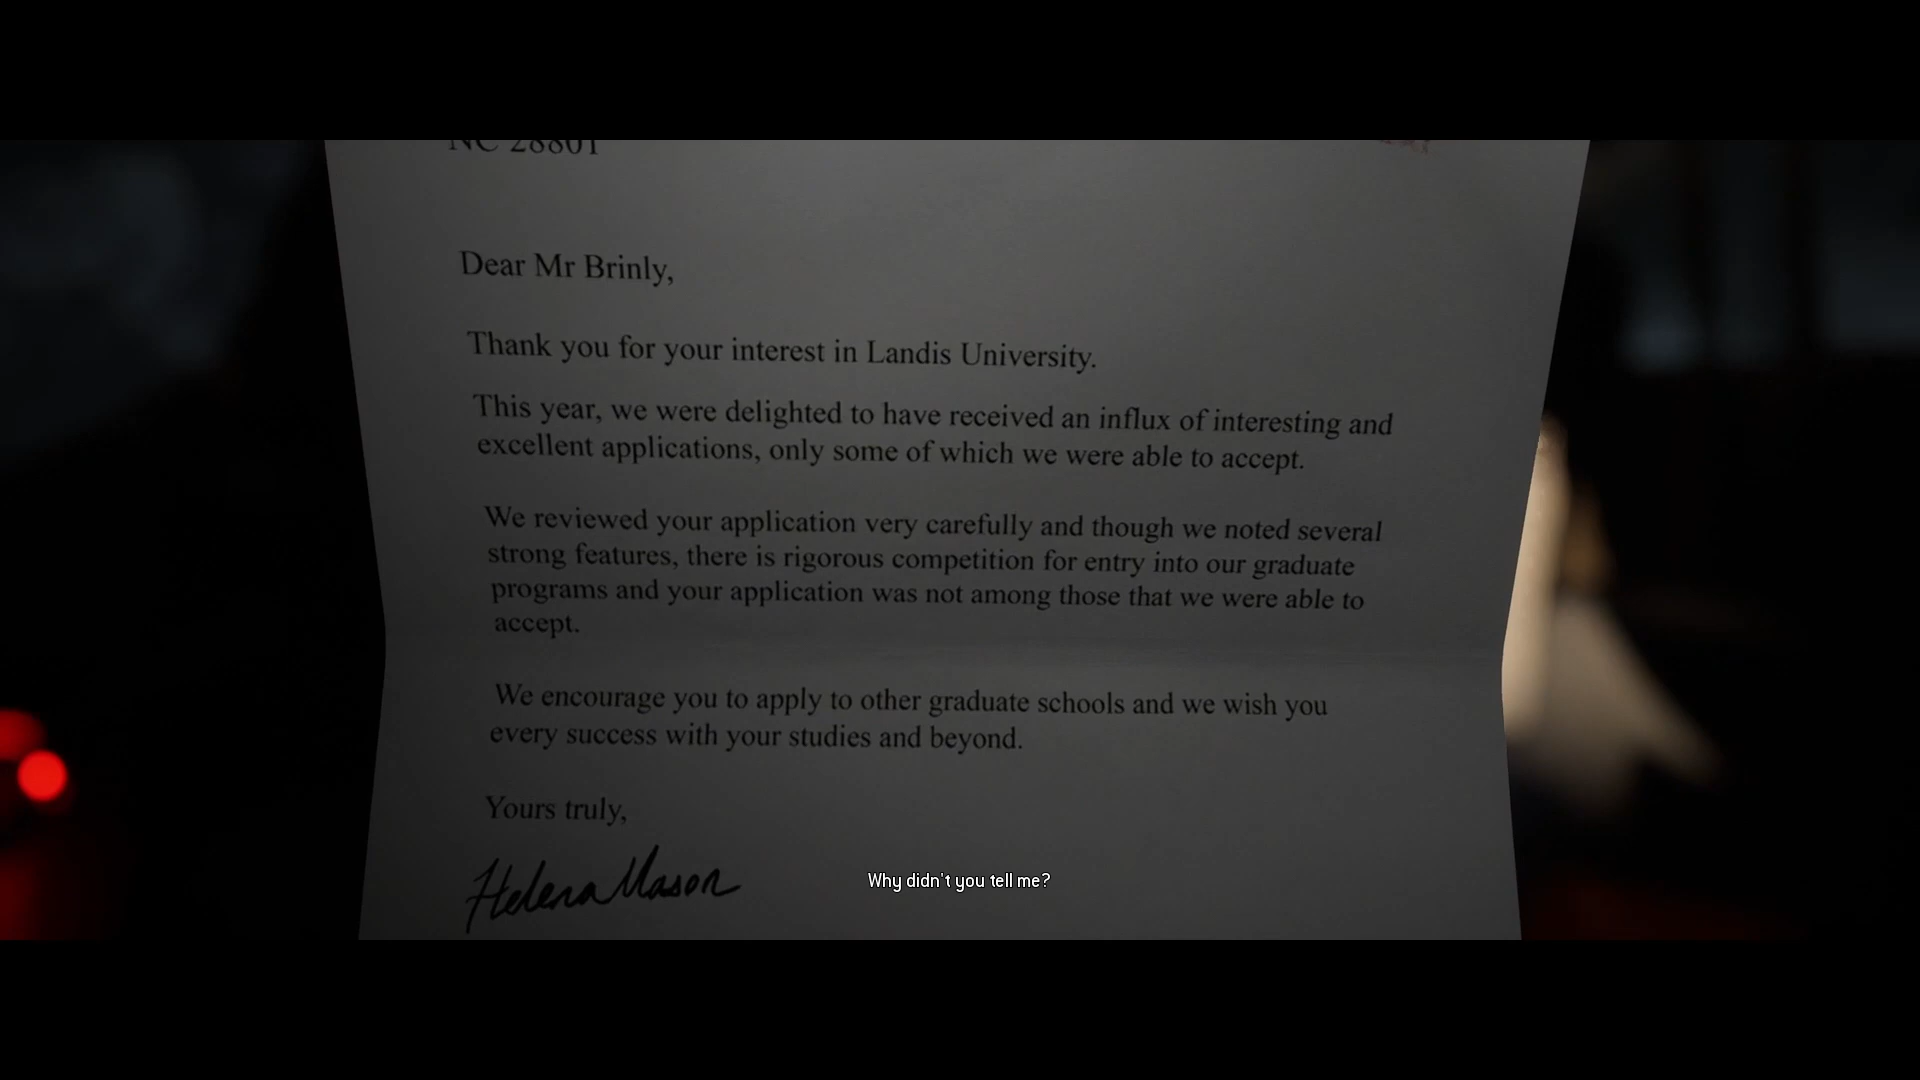 NC 28801
Dear Mr Brinly,
Thank you for your interest in Landis University.
This year, we were delighted to have received an influx of interesting and
excellent applications, only some of which we were able to accept.
We reviewed your application very carefully and though we noted several
strong features, there is rigorous competition for entry into our graduate
programs and your application was not among those that we were able to
accept.
We encourage you to apply to other graduate schools and we wish you
every success with your studies and beyond.
Yours truly,
Helena Mason
Why didn't you tell me?